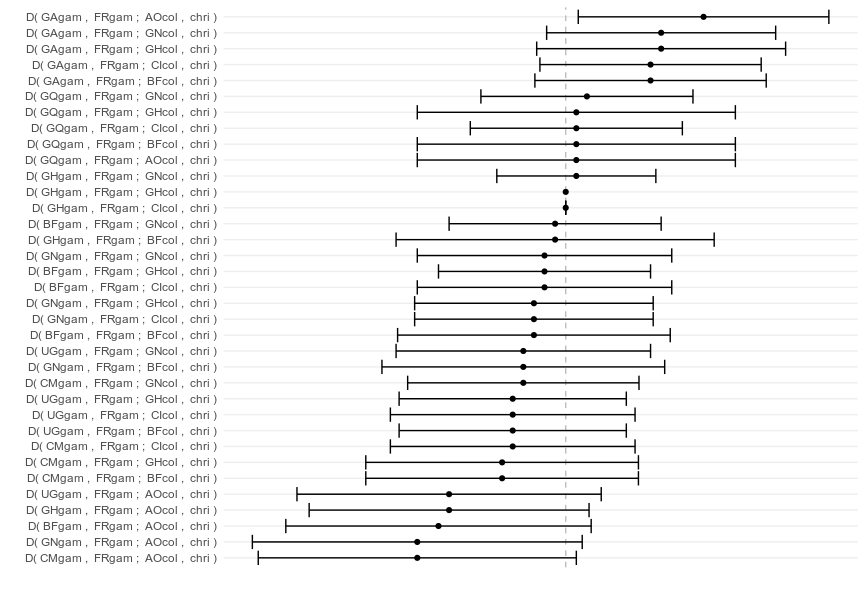 D( GAgam , FRgam ; AOcol , chri )
D( GAgam , FRgam ; GNcol , chri )
D( GAgam , FRgam ; GHcol , chri )
D( GAgam , FRgam ; CIcol , chri )
D( GAgam , FRgam ; BFcol , chri )
D( GQgam , FRgam ; GNcol , chri )
D( GQgam , FRgam ; GHcol , chri )
D( GQgam , FRgam ; CIcol , chri )
D( GQgam , FRgam ; BFcol , chri )
D( GQgam , FRgam ; AOcol , chri )
D( GHgam , FRgam ; GNcol , chri )
D( GHgam , FRgam ; GHcol , chri )
D( GHgam , FRgam ; CIcol , chri )
D( BFgam , FRgam ; GNcol , chri )
D( GHgam , FRgam ; BFcol , chri )
D( GNgam , FRgam ; GNcol , chri )
D( BFgam , FRgam ; GHcol , chri )
D( BFgam , FRgam ; CIcol , chri )
D( GNgam , FRgam ; GHcol , chri )
D( GNgam , FRgam ; CIcol , chri )
D( BFgam , FRgam ; BFcol , chri )
D( UGgam , FRgam ; GNcol , chri )
D( GNgam , FRgam ; BFcol , chri )
D( CMgam , FRgam ; GNcol , chri )
D( UGgam , FRgam ; GHcol , chri )
D( UGgam , FRgam ; CIcol , chri )
D( UGgam , FRgam ; BFcol , chri )
D( CMgam , FRgam ; CIcol , chri )
D( CMgam , FRgam ; GHcol , chri )
D( CMgam , FRgam ; BFcol , chri )
D( UGgam , FRgam ; AOcol , chri )
D( GHgam , FRgam ; AOcol , chri )
D( BFgam , FRgam ; AOcol , chri )
D( GNgam , FRgam ; AOcol , chri )
D( CMgam , FRgam ; AOcol , chri )